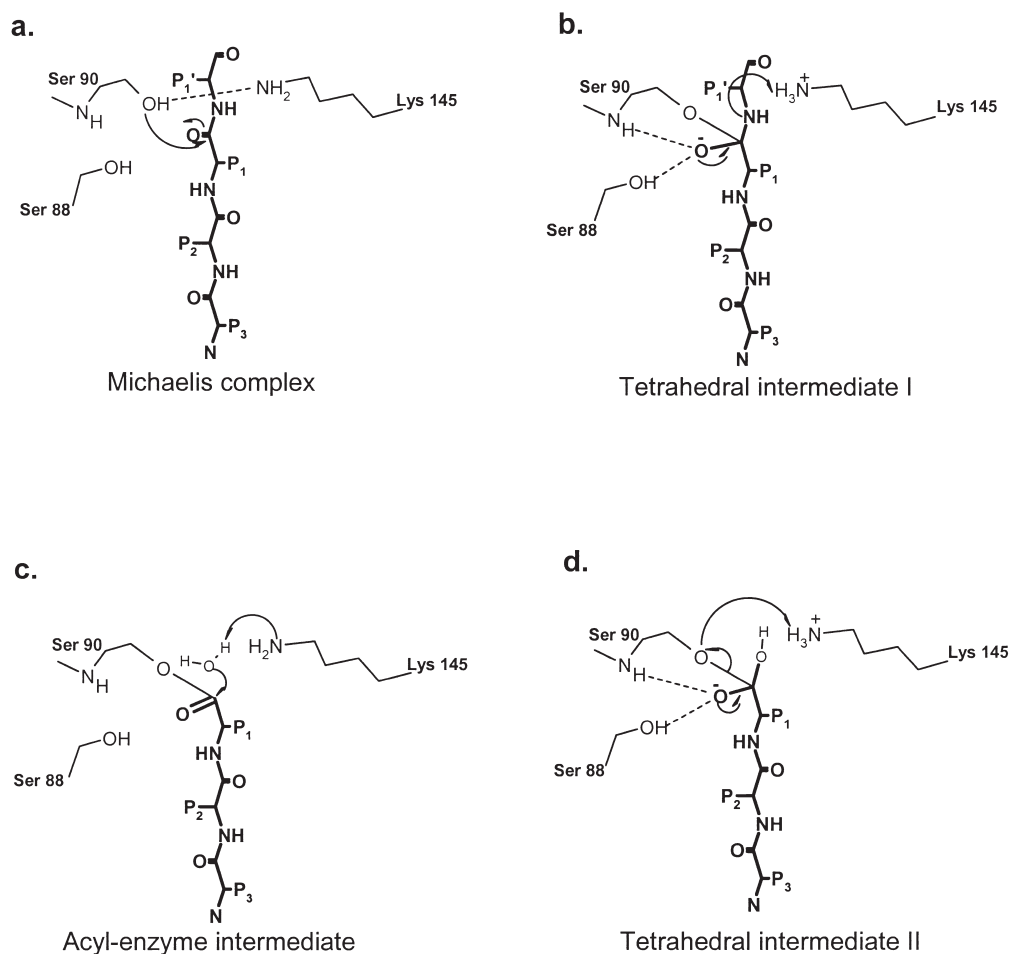 a.
O
Ser 90
P1'
OH
NH2
N
H
NH
Lys 145
O
OH
P1
HN
Ser 88
O
P2
NH
O
P3
N
Michaelis complex
b.
O
Ser 90
P1'
H3N+
O
NH
Lys 145
N
H
O-
OH
P1
HN
Ser 88
O
P2
NH
O
P3
N
Tetrahedral intermediate I
c.
Ser 90
H
H2N
H
O
O
Lys 145
N
H
O
P1
OH
HN
Ser 88
O
P2
NH
O
P3
N
Acyl-enzyme intermediate
d.
Ser 90
H
H3N+
O
O
Lys 145
N
H
O-
P1
OH
HN
Ser 88
O
P2
NH
O
P3
N
Tetrahedral intermediate II